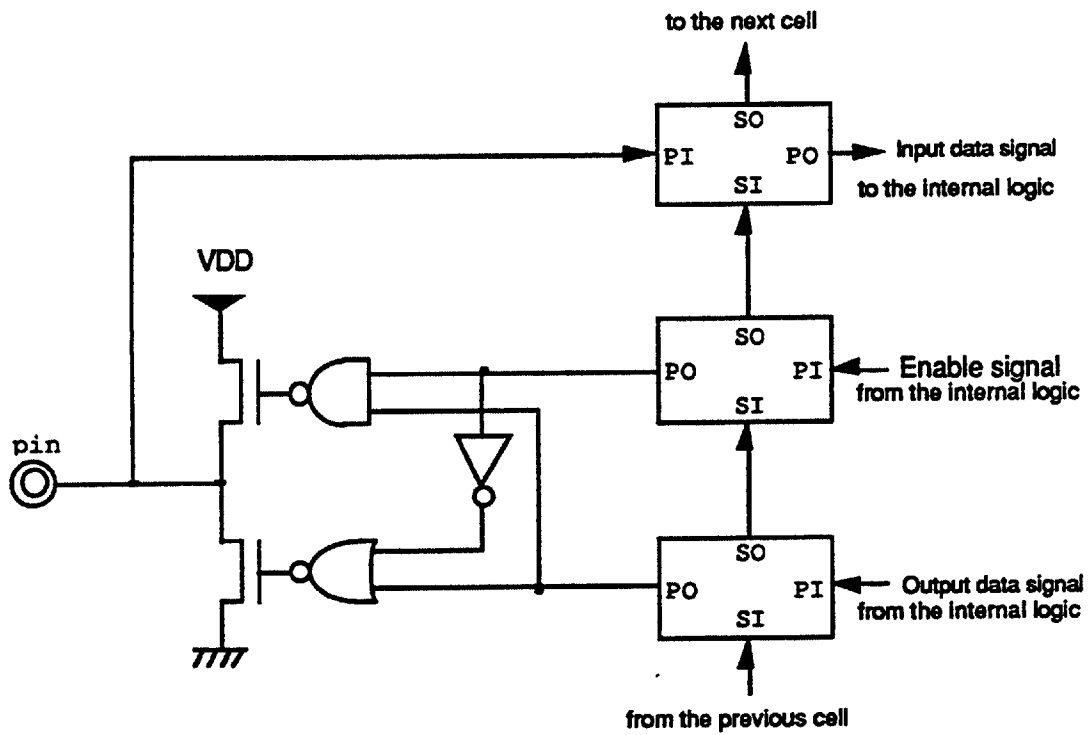 to the next cell
SO
PI
PO
SI
Input data signal
to the internal logic
VDD
SO
PO
PI
SI
Enable signal
from the internal logic
pin
SO
PO
PI
SI
Output data signal
from the internal logic
from the previous cell